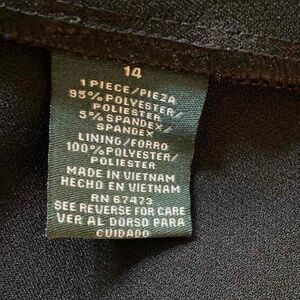 14
1 PIECE/PIEZA
95% POLYESTER/
POLIESTER
5% SPANDEX/
SPANDEX
LINING/FORRO
100% POLYESTER/
POLIESTER
MADE IN VIETNAM
HECHO EN VIETNAM
RN 67473
SEE REVERSE FOR CARE
VER AL DORSO PARA
CUIDADO